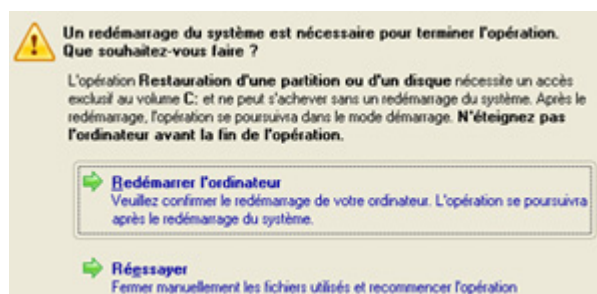 Un redémarrage du système est nécessaire pour terminer l'opération.
Que souhaitez-vous faire ?
L'opération Restauration d'une partition ou d'un disque nécessite un accès
exclusif au volume C: et ne peut s'achever sans un redémarrage du système. Après le
redémarrage, l'opération se poursuivra dans le mode démarrage. N'éteignez pas
l'ordinateur avant la fin de l'opération.
Redémarrer l'ordinateur
Veuillez confirmer le redémarrage de votre ordinateur. L'opération se poursuivra
après le redémarrage du système.
Réessayer
Fermer manuellement les fichiers utilisés et recommencer l'opération